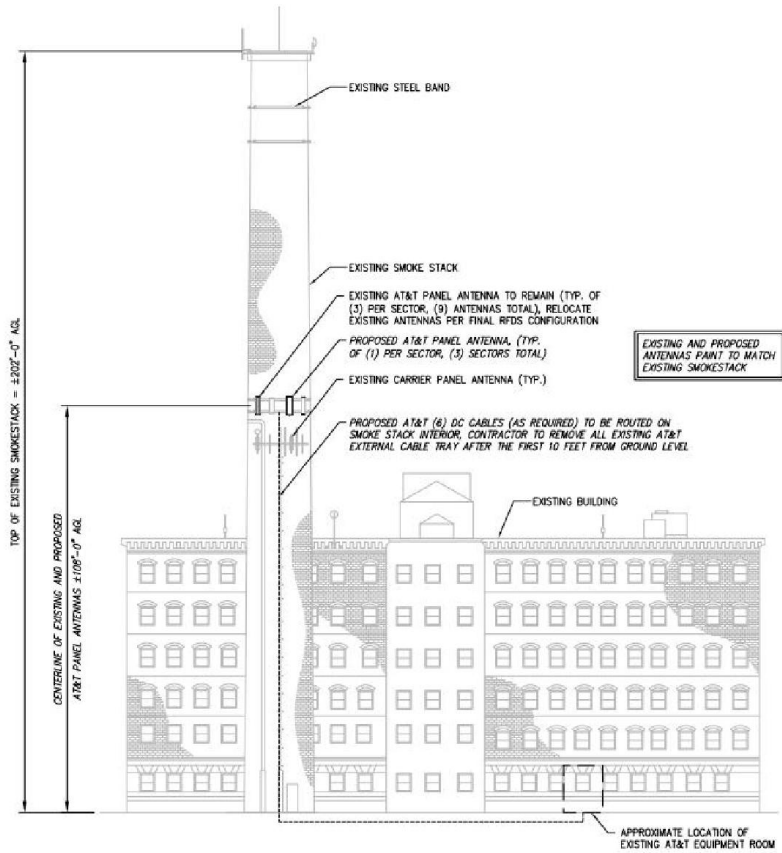 EXISTING STEEL BAND
EXISTING SMOKE STACK
EXISTING AT&T PANEL ANTENNA TO REMAIN (TYP. OF
(3) PER SECTOR, (9) ANTENNAS TOTAL), RELOCATE
EXISTING ANTENNAS PER FINAL RFDS CONFIGURATION
PROPOSED AT&T PANEL ANTENNA, (TYP.
OF (1) PER SECTOR, (3) SECTORS TOTAL)
EXISTING AND PROPOSED
ANTENNAS PAINT TO MATCH
EXISTING SMOKESTACK
EXISTING CARRIER PANEL ANTENNA (TYP.)
PROPOSED AT&T (6) DC CABLES (AS REQUIRED) TO BE ROUTED ON
SMOKE STACK INTERIOR, CONTRACTOR TO REMOVE ALL EXISTING AT&T
EXTERNAL CABLE TRAY AFTER THE FIRST 10 FEET FROM GROUND LEVEL
EXISTING BUILDING
TOP OF EXISTING SMOKESTACK = ±202'-0" AGL
CENTERLINE OF EXISTING AND PROPOSED
AT&T PANEL ANTENNAS ±108'-0" AGL
APPROXIMATE LOCATION OF
EXISTING AT&T EQUIPMENT ROOM